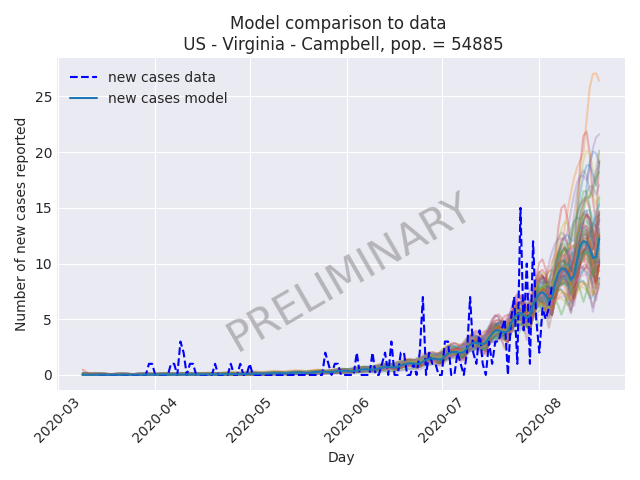 Model comparison to data
US - Virginia - Campbell, pop. = 54885
new cases data
new cases model
Number of new cases reported
25
20
15
10
5
0
PRELIMINARY
2020-03
2020-04
2020-05
2020-06
2020-07
2020-08
Day